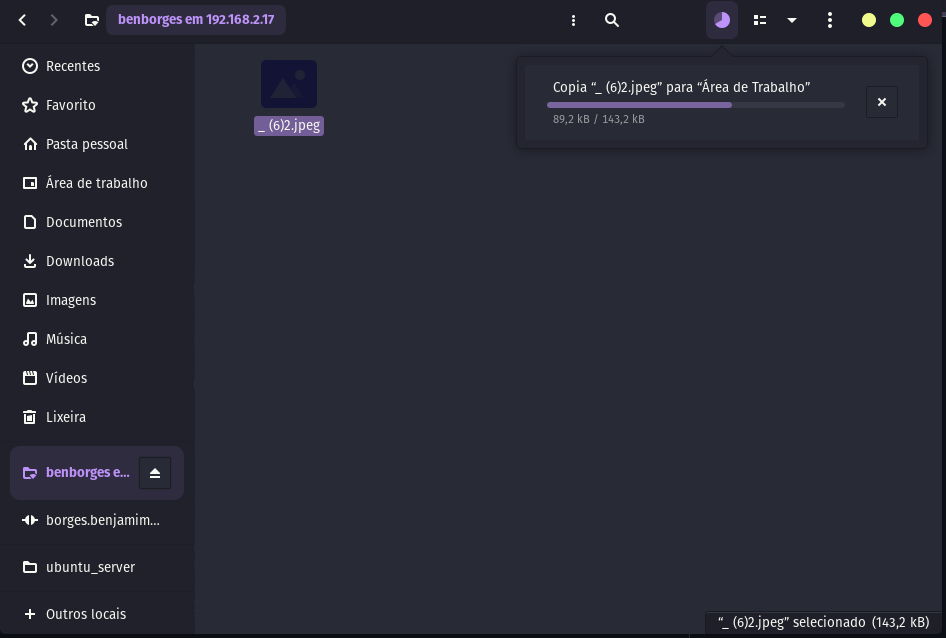 benborges em 192.168.2.17
Recentes
Favorito
Pasta pessoal
Área de trabalho
Documentos
Downloads
Imagens
Música
Vídeos
Lixeira
benborges e...
borges.benjamim...
ubuntu_server
Outros locais
_ (6)2.jpeg
Copia “_ (6)2.jpeg” para “Área de Trabalho”
89,2 kB / 143,2 kB
“_ (6)2.jpeg” selecionado (143,2 kB)